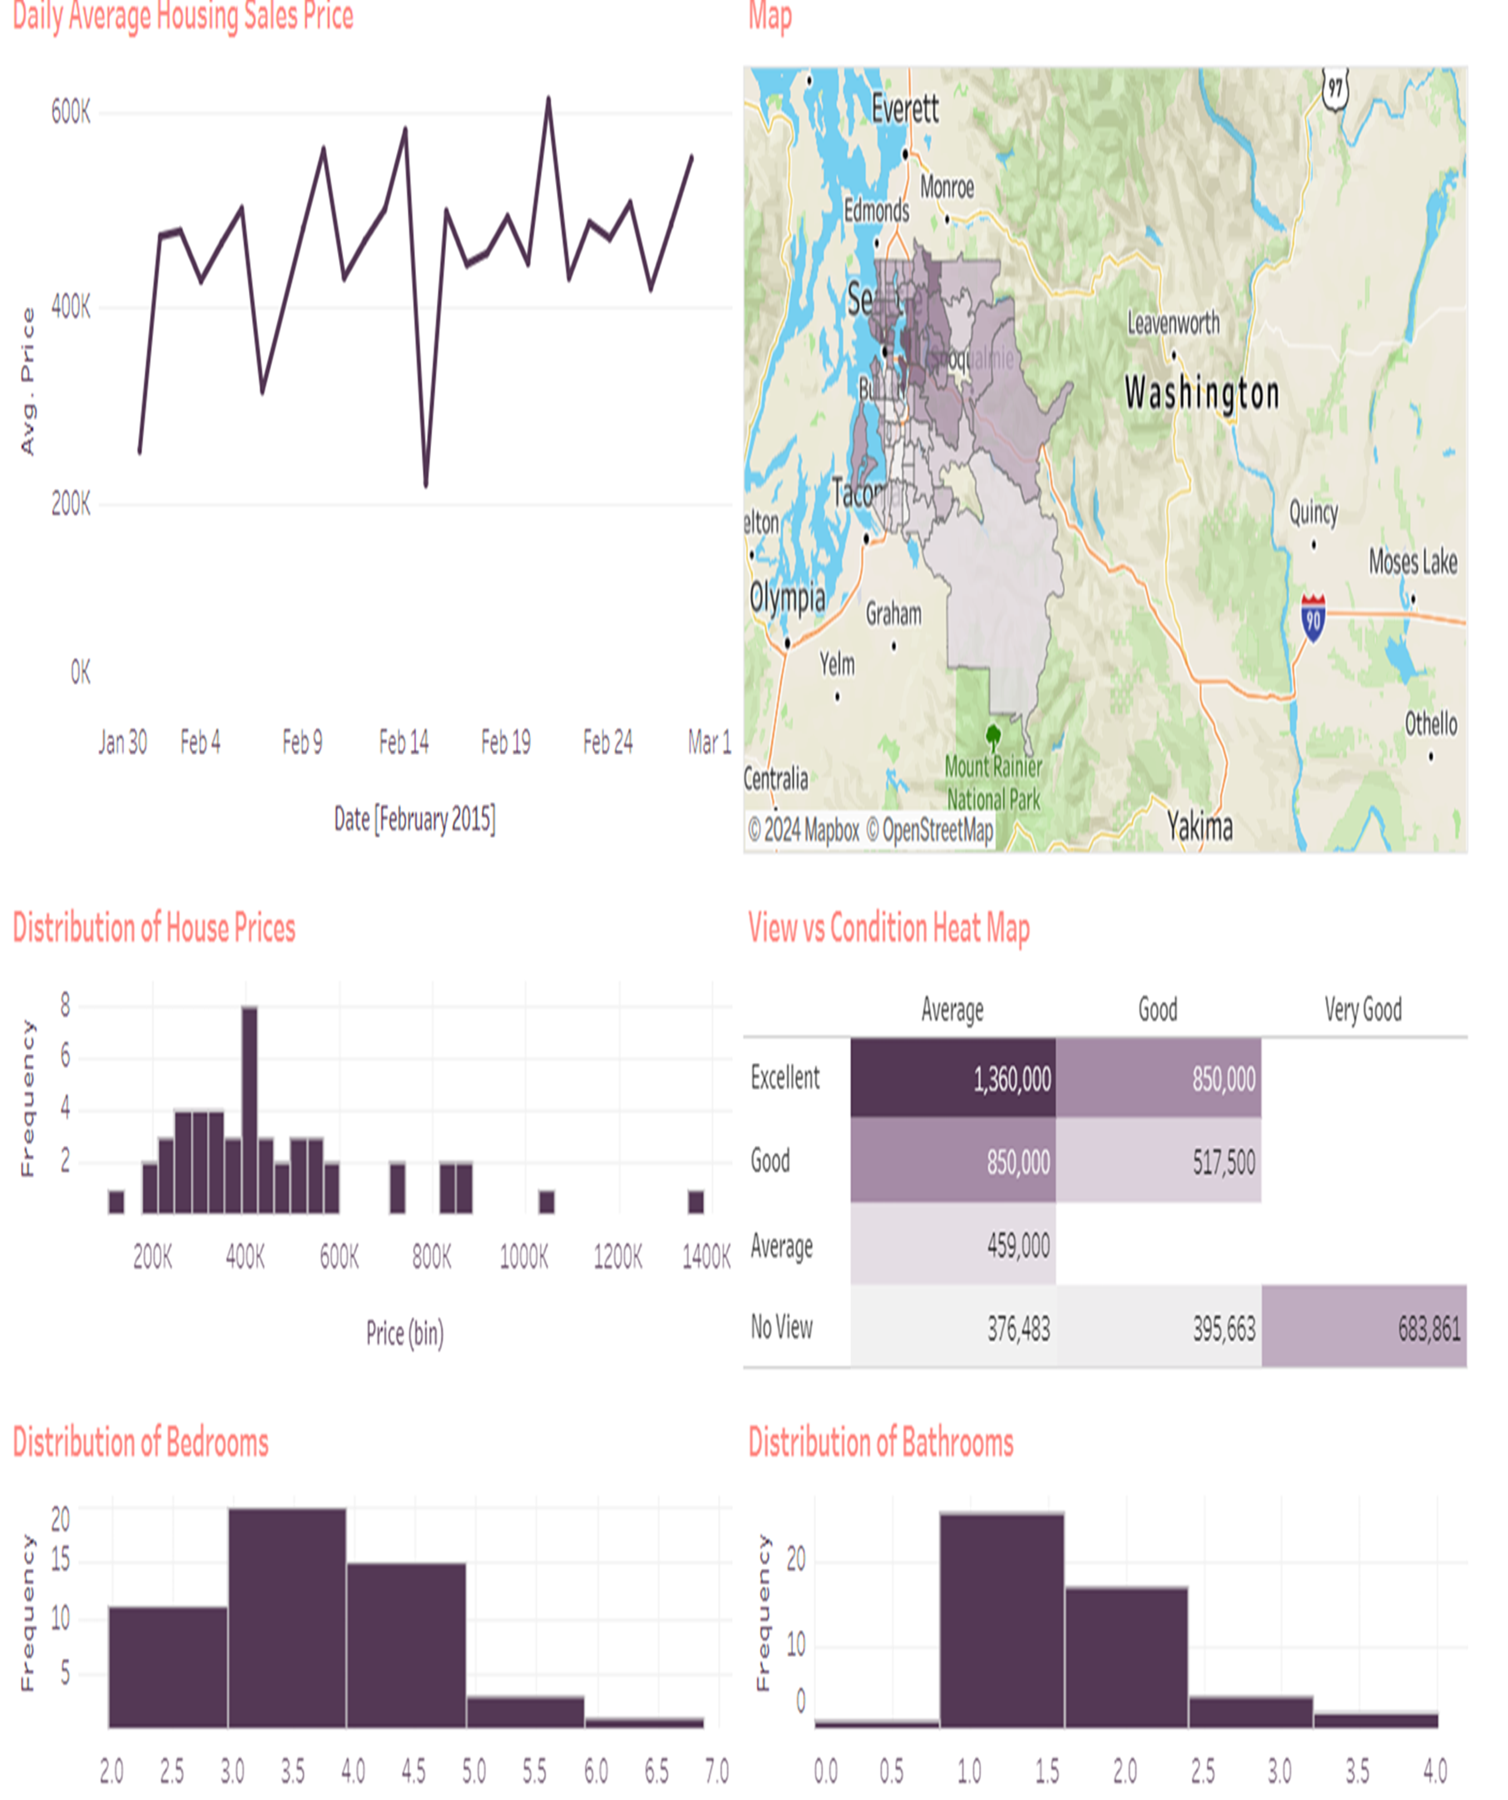 Daily Average Housing Sales Price
Avg. Price
600K
400K
200K
0K
Jan 30 Feb 4 Feb 9 Feb 14 Feb 19 Feb 24 Mar 1
Date [February 2015]
Map
97
Everett
Monroe
Edmonds
Leavenworth
Washington
Quincy
elton
Moses Lake
Olympia
Graham
90
Yelm
Othello
Mount Rainier
National Park
Centralia
Yakima
© 2024 Mapbox © OpenStreetMap
Distribution of House Prices
Frequency
8
6
4
2
200K 400K 600K 800K 1000K 1200K 1400K
Price (bin)
View vs Condition Heat Map
Average Good Very Good
Excellent 1,360,000 850,000
Good 850,000 517,500
Average 459,000
No View 376,483 395,663 683,861
Distribution of Bedrooms
Frequency
20
15
10
5
2.0 2.5 3.0 3.5 4.0 4.5 5.0 5.5 6.0 6.5 7.0
Distribution of Bathrooms
Frequency
20
10
0
0.0 0.5 1.0 1.5 2.0 2.5 3.0 3.5 4.0